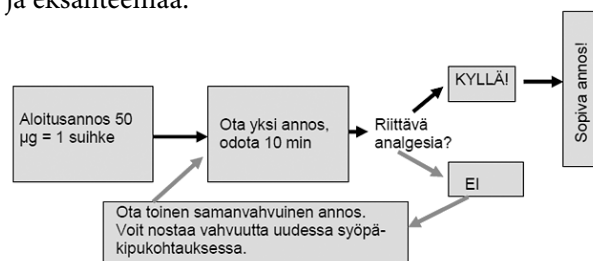 ja eksanteemaa.
Aloitusannos 50
µg = 1 suihke
Ota yksi annos,
odota 10 min
Riittävä
analgesia?
KYLLÄ!
Sopiva annos!
EI
Ota toinen samanvahvuinen annos.
Voit nostaa vahvuutta uudessa syöpä-
kipukohtauksessa.